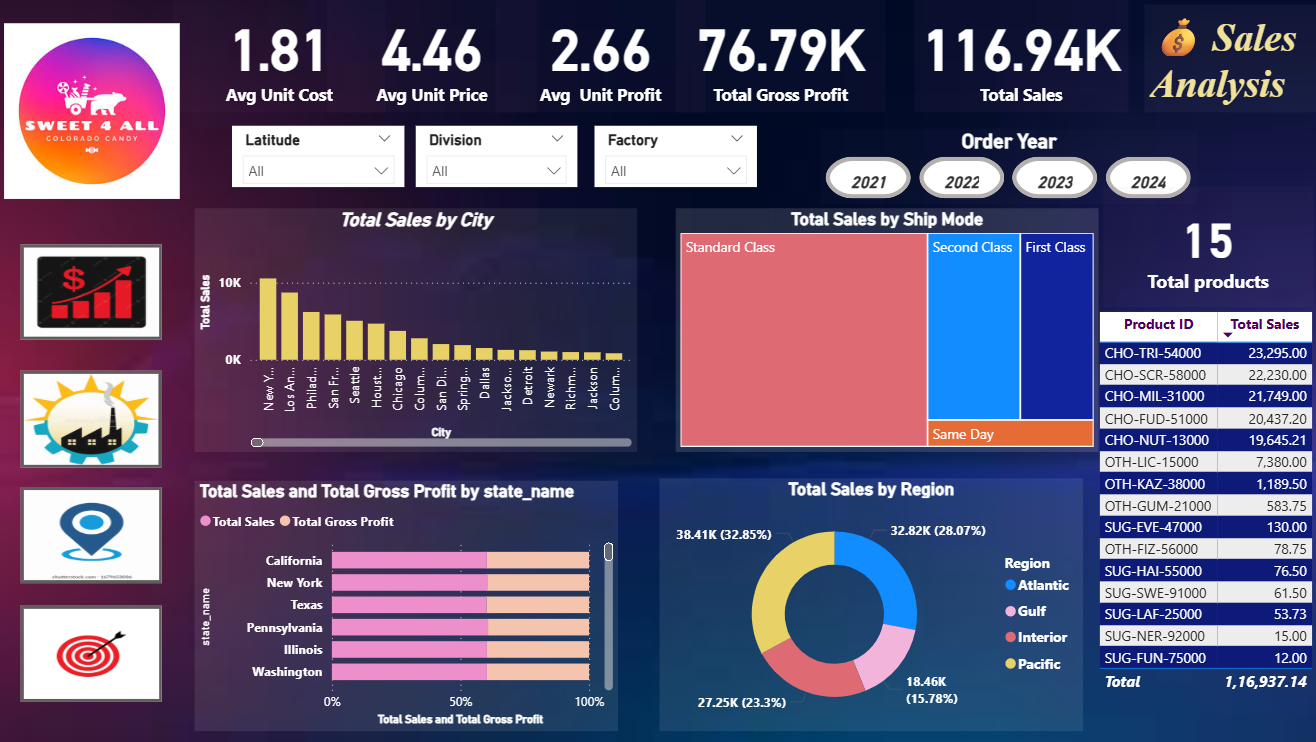 SWEET 4 ALL
COLORADO CANDY
1.81
Avg Unit Cost
4.46
Avg Unit Price
2.66
Avg Unit Profit
76.79K
Total Gross Profit
116.94K
Total Sales
Sales
Analysis
Latitude
All
Division
All
Factory
All
Order Year
2021
2022
2023
2024
Total Sales by City
Total Sales
10K
0K
New Y...
Los An...
Philad...
San Fr...
Seattle
Houst...
Chicago
Colum...
San Di...
Spring...
Dallas
Jackso...
Detroit
Newark
Richm...
Jackson
Colum...
City
Total Sales by Ship Mode
Standard Class
Second Class
First Class
Same Day
15
Total products
Product ID Total Sales
CHO-TRI-54000 23,295.00
CHO-SCR-58000 22,230.00
CHO-MIL-31000 21,749.00
CHO-FUD-51000 20,437.20
CHO-NUT-13000 19,645.21
OTH-LIC-15000 7,380.00
OTH-KAZ-38000 1,189.50
OTH-GUM-21000 583.75
SUG-EVE-47000 130.00
OTH-FIZ-56000 78.75
SUG-HAI-55000 76.50
SUG-SWE-91000 61.50
SUG-LAF-25000 53.73
SUG-NER-92000 15.00
SUG-FUN-75000 12.00
Total 1,16,937.14
Total Sales and Total Gross Profit by state_name
Total Sales Total Gross Profit
state_name
California
New York
Texas
Pennsylvania
Illinois
Washington
0% 50% 100%
Total Sales and Total Gross Profit
Total Sales by Region
38.41K (32.85%)
32.82K (28.07%)
27.25K (23.3%)
18.46K
(15.78%)
Region
Atlantic
Gulf
Interior
Pacific